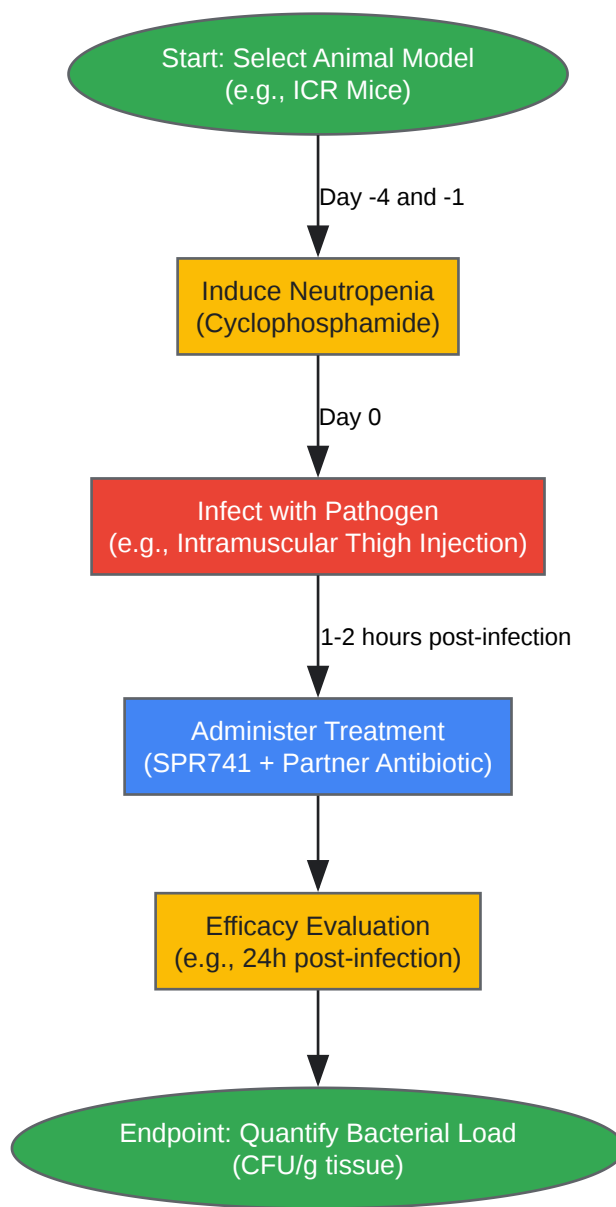 Start: Select Animal Model
(e.g., ICR Mice)
Day -4 and -1
Induce Neutropenia
(Cyclophosphamide)
Day 0
Infect with Pathogen
(e.g., Intramuscular Thigh Injection)
1-2 hours post-infection
Administer Treatment
(SPR741 + Partner Antibiotic)
Efficacy Evaluation
(e.g., 24h post-infection)
Endpoint: Quantify Bacterial Load
(CFU/g tissue)